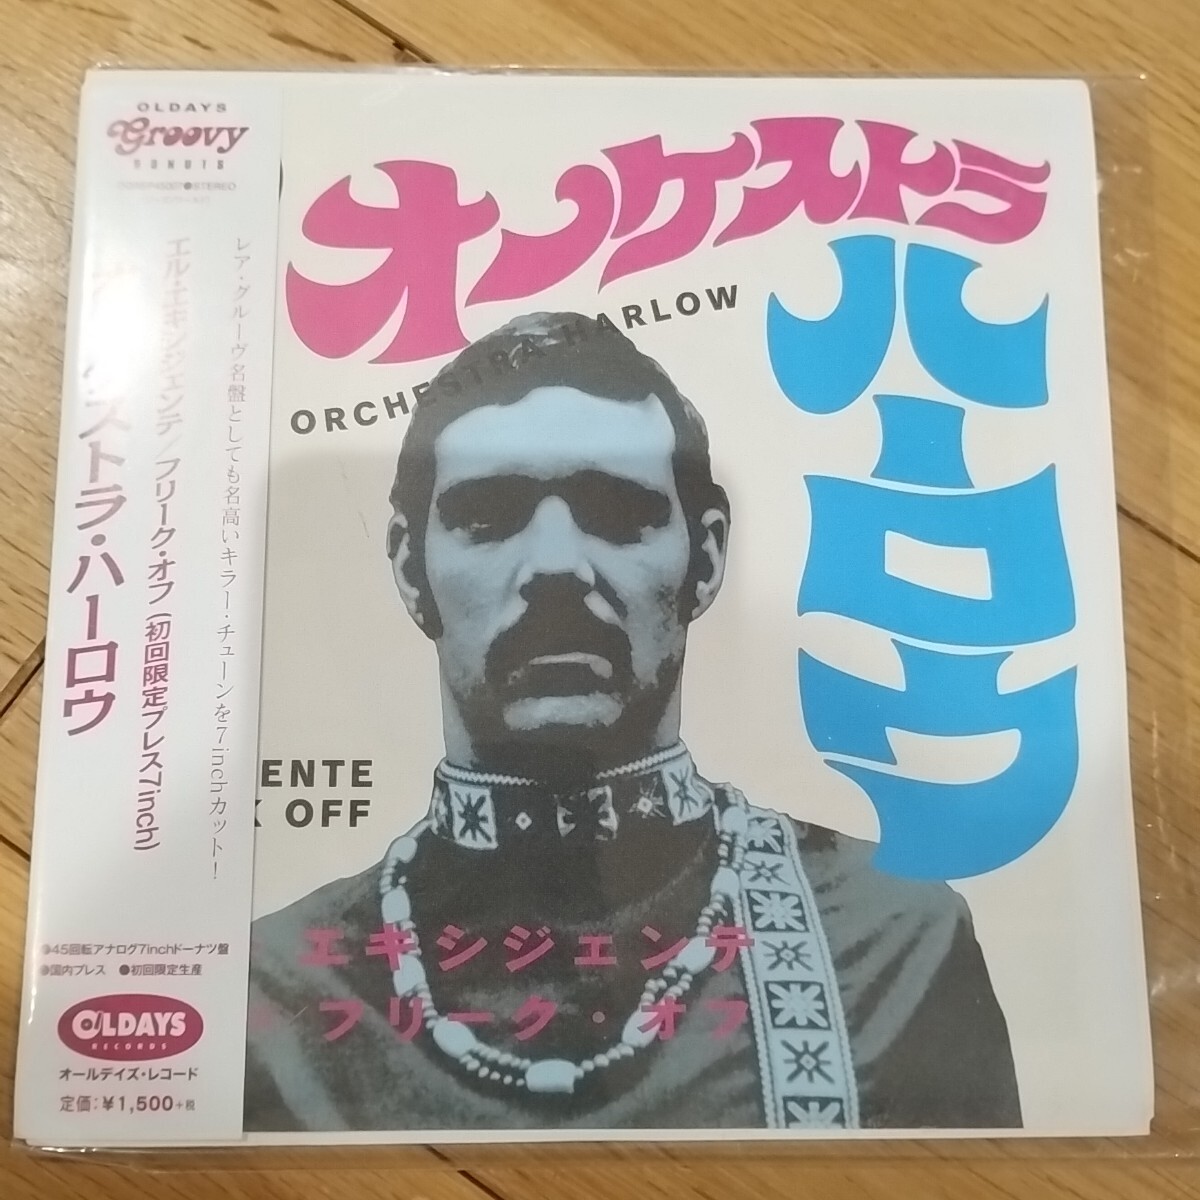 OLDAYS
Groovy
DONUTS
STEREO
レア・グルーヴ名盤としても名高いキラー・チューンを7inchカット!
エル・エキシジェンテ/フリーク・オフ(初回限定プレス7inch)
ストラ・ハーロウ
●45回転アナログ7inchドーナツ盤
●国内プレス ●初回限定生産
OLDAYS
RECORDS
オールデイズ・レコード
定価:¥1,500+税
オーケストラ
ハーロウ
ORCHESTRA HARLOW
ENTE
K OFF
エキシジェンテ
フリーク・オフ